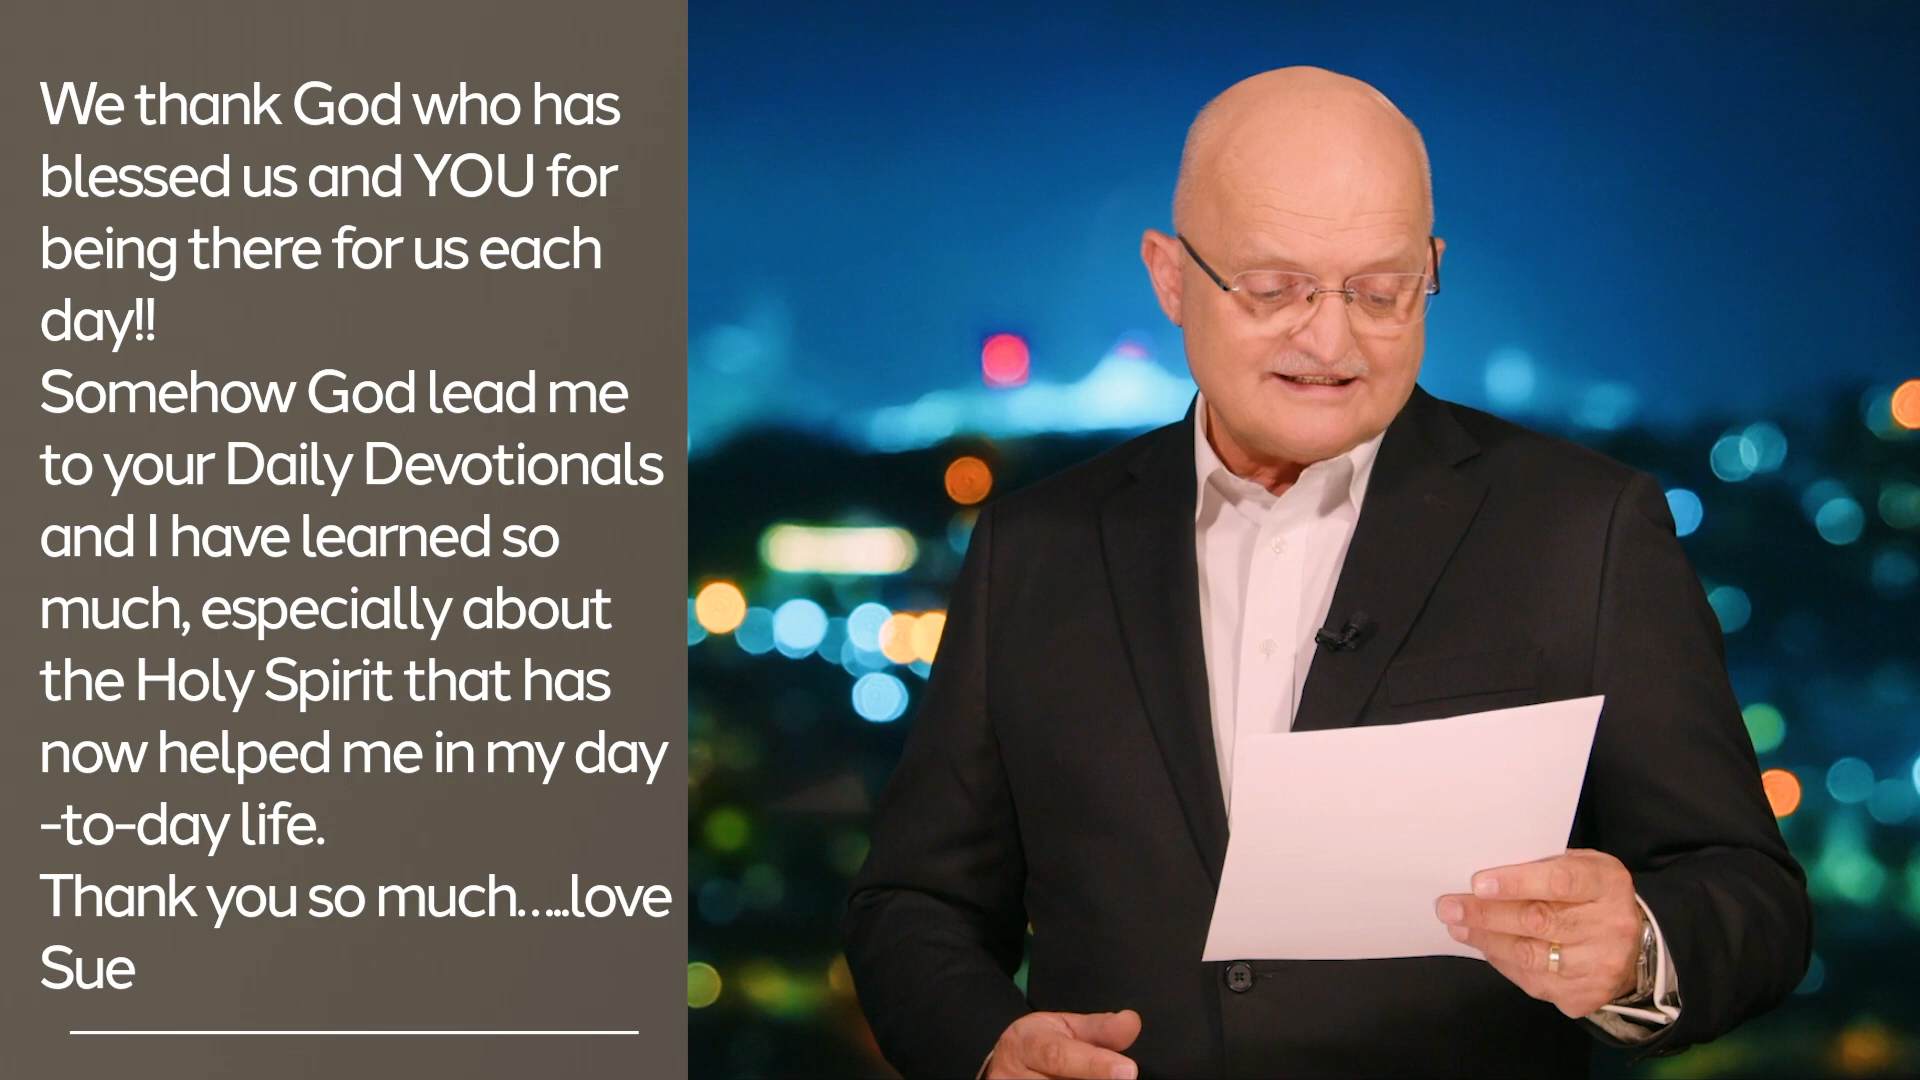 We thank God who has
blessed us and YOU for
being there for us each
day!!
Somehow God lead me
to your Daily Devotionals
and I have learned so
much, especially about
the Holy Spirit that has
now helped me in my day
-to-day life.
Thank you so much…..love
Sue